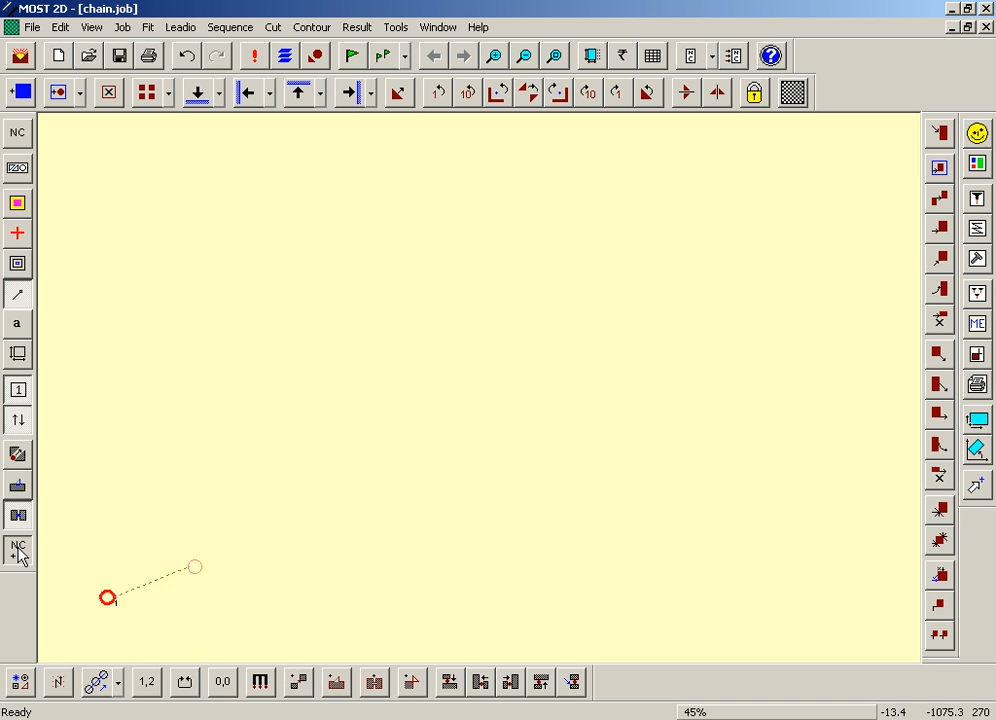 MOST 2D - [chain.job]
File Edit View Job Fit Leadio Sequence Cut Contour Result Tools Window Help
NC
a
1
NC
ME
1
1,2
0,0
Ready
45%
-13.4 -1075.3 270